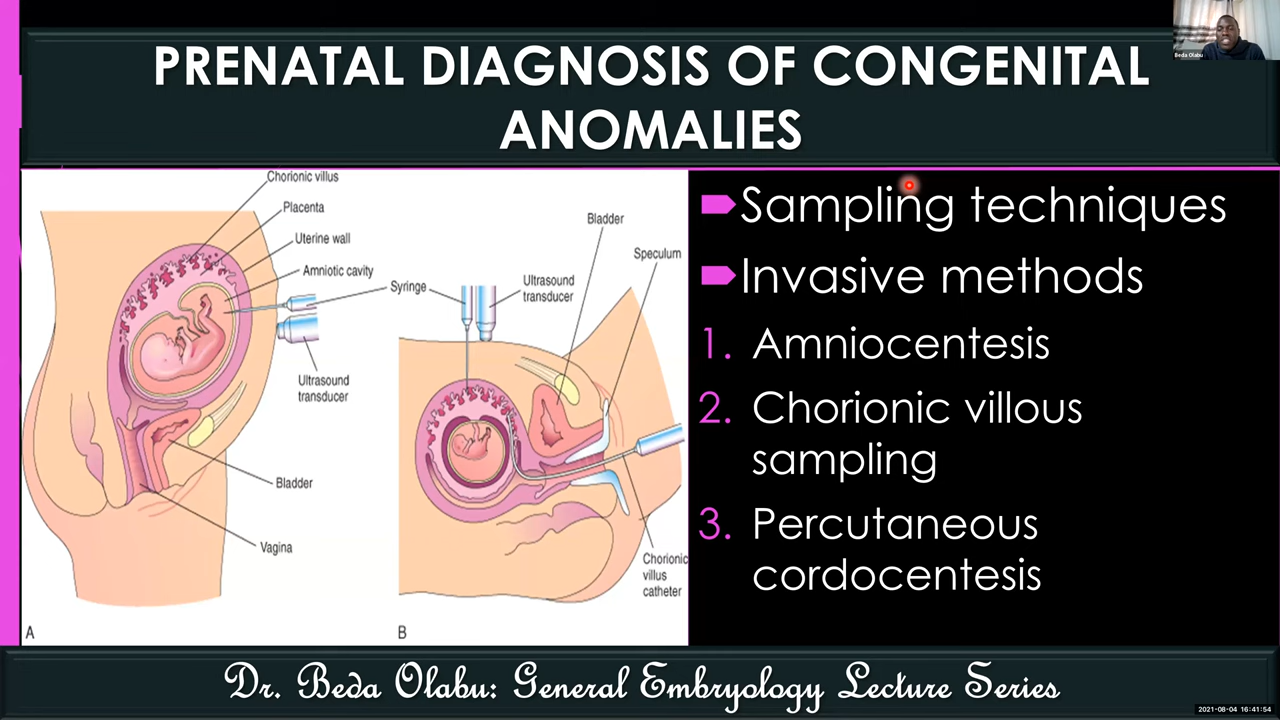 Beda Olabu
PRENATAL DIAGNOSIS OF CONGENITAL
ANOMALIES
Chorionic villus
Placenta
Uterine wall
Amniotic cavity
Syringe
Ultrasound
transducer
Bladder
Vagina
A
Bladder
Speculum
Ultrasound
transducer
Chorionic
villus
catheter
B
Sampling techniques
Invasive methods
1. Amniocentesis
2. Chorionic villous
sampling
3. Percutaneous
cordocentesis
Dr. Beda Olabu: General Embryology Lecture Series
2021-08-04 16:41:54